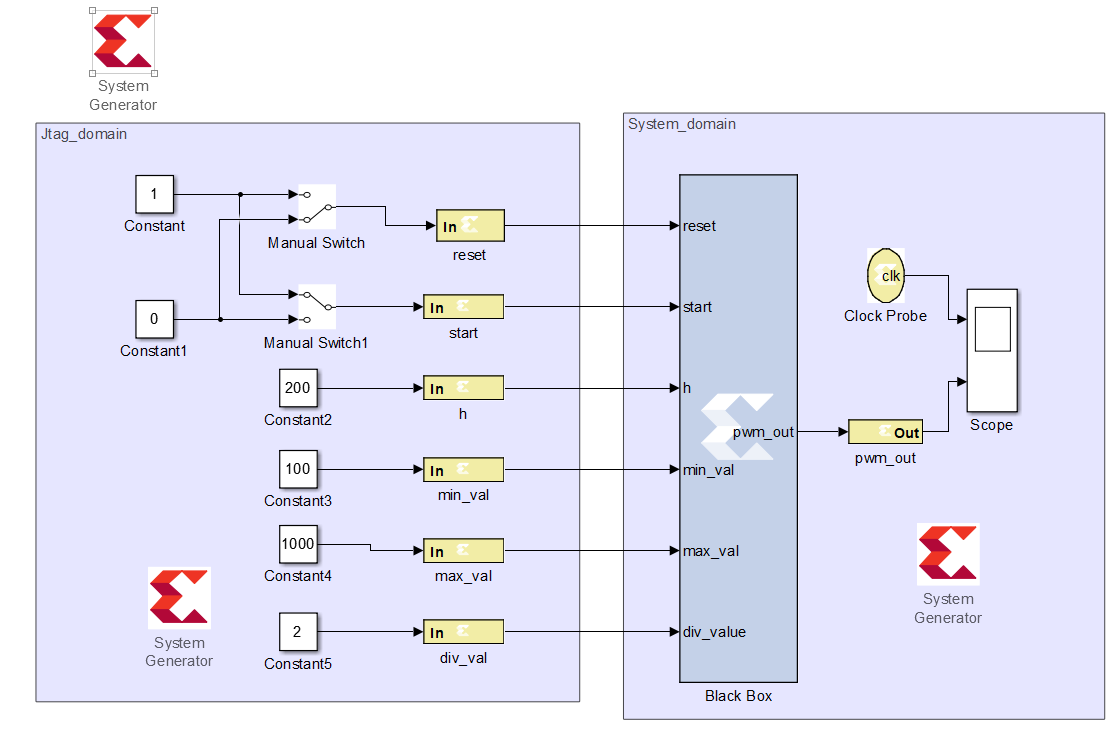 System
Generator
Jtag_domain
1
Constant
0
Constant1
Manual Switch
Manual Switch1
200
Constant2
100
Constant3
1000
Constant4
2
Constant5
In
reset
In
start
In
h
In
min_val
In
max_val
In
div_val
System
Generator
System_domain
reset
start
h
pwm_out
min_val
max_val
div_value
Black Box
clk
Clock Probe
Out
pwm_out
Scope
System
Generator